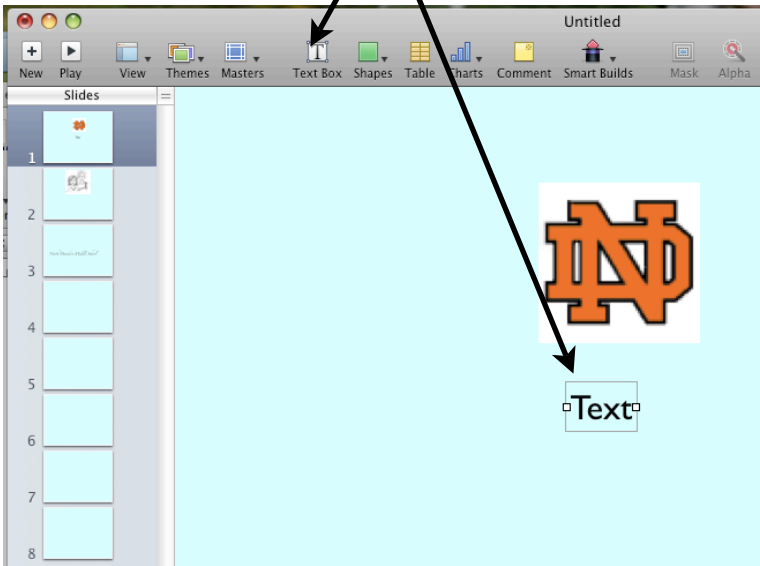 Untitled
New Play View Themes Masters Text Box Shapes Table Charts Comment Smart Builds Mask Alpha
Slides
1
2
3
4
5
6
7
8
ND
Text